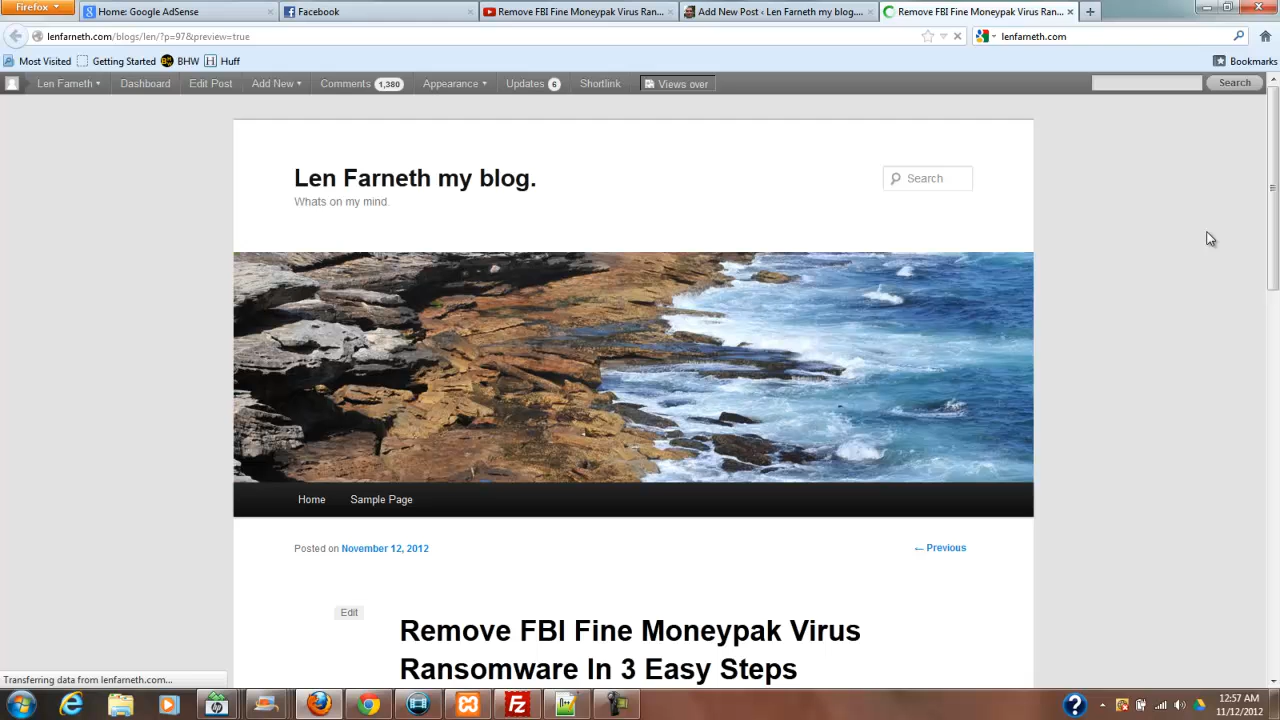 Firefox
Home: Google AdSense
Facebook
Remove FBI Fine Moneypak Virus Ran...
Add New Post ‹ Len Farneth my blog....
Remove FBI Fine Moneypak Virus Ran...
lenfarneth.com/blogs/len/?p=97&preview=true
lenfarneth.com
Most Visited
Getting Started
BHW
Huff
Bookmarks
Len Farneth
Dashboard
Edit Post
Add New
Comments 1,380
Appearance
Updates 6
Shortlink
Views over
Search
Len Farneth my blog.
Whats on my mind.
Search
Home
Sample Page
Posted on November 12, 2012
← Previous
Edit
Remove FBI Fine Moneypak Virus
Ransomware In 3 Easy Steps
Transferring data from lenfarneth.com...
12:57 AM
11/12/2012